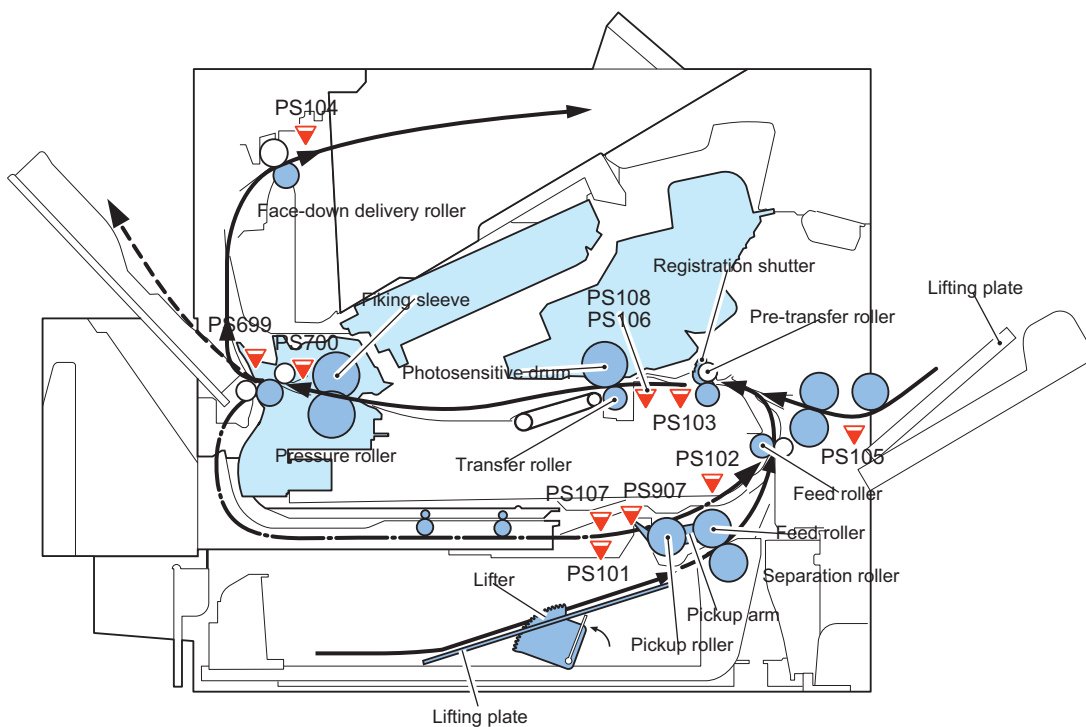 PS104
Face-down delivery roller
Registration shutter
Lifting plate
PS108
PS106
Pre-transfer roller
Fiking sleeve
PS699
PS700
Photosensitive drum
PS103
PS105
Pressure roller
Transfer roller
PS102
Feed roller
PS107
PS907
Feed roller
PS101
Separation roller
Lifter
Pickup arm
Pickup roller
Lifting plate